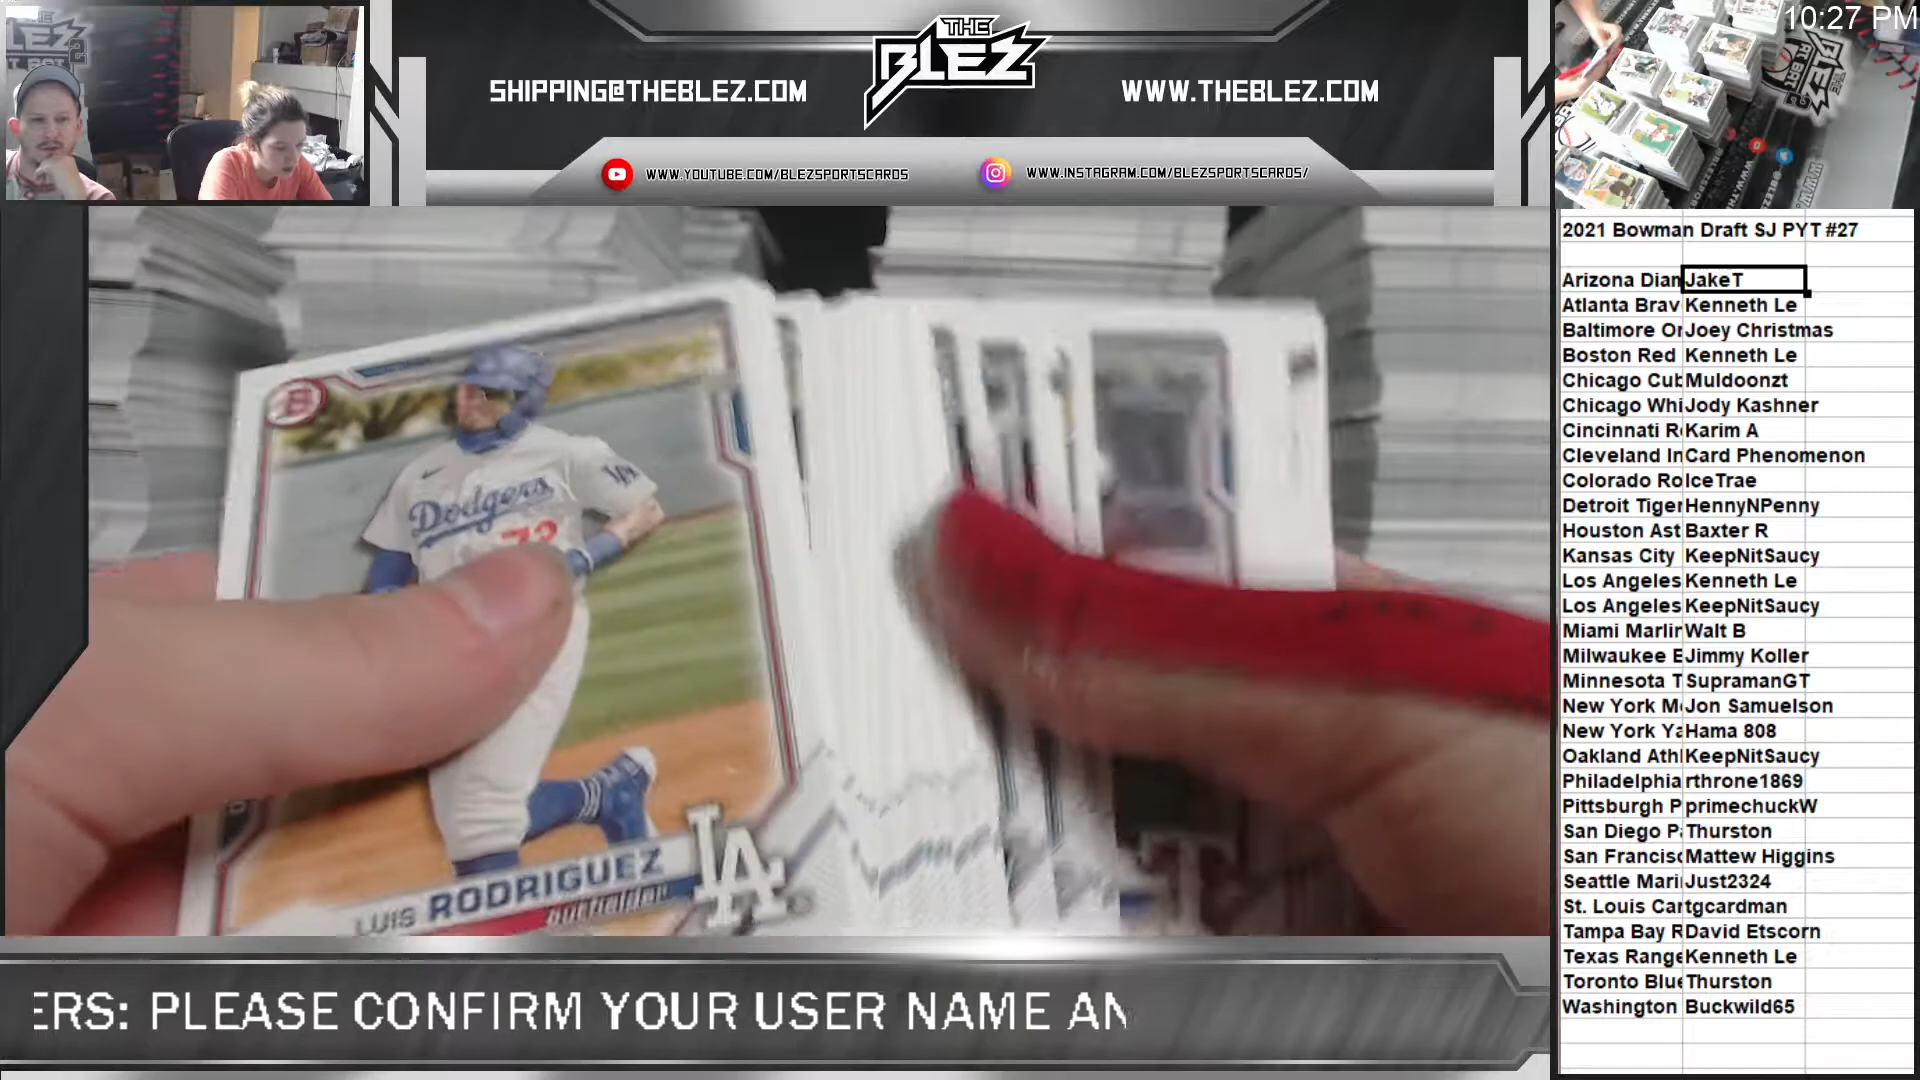 THE
BLEZ
SHIPPING@THEBLEZ.COM
WWW.THEBLEZ.COM
WWW.YOUTUBE.COM/BLEZSPORTSCARDS
WWW.INSTAGRAM.COM/BLEZSPORTSCARDS/
10:27 PM
2021 Bowman Draft SJ PYT #27
Arizona Diam JakeT
Atlanta Brav Kenneth Le
Baltimore Or Joey Christmas
Boston Red Kenneth Le
Chicago Cub Muldoonzt
Chicago Whi Jody Kashner
Cincinnati R Karim A
Cleveland In Card Phenomenon
Colorado Ro IceTrae
Detroit Tiger HennyNPenny
Houston Ast Baxter R
Kansas City KeepNitSaucy
Los Angeles Kenneth Le
Los Angeles KeepNitSaucy
Miami Marlin Walt B
Milwaukee B Jimmy Koller
Minnesota T SupramanGT
New York M Jon Samuelson
New York Ya Hama 808
Oakland Athl KeepNitSaucy
Philadelphia rthrone1869
Pittsburgh P primechuckW
San Diego Pa Thurston
San Francisc Mattew Higgins
Seattle Mari Just2324
St. Louis Car tgcardman
Tampa Bay R David Etscorn
Texas Range Kenneth Le
Toronto Blue Thurston
Washington Buckwild65
B
Dodgers
73
LA
LUIS RODRIGUEZ
outfielder
LA
ERS: PLEASE CONFIRM YOUR USER NAME AN